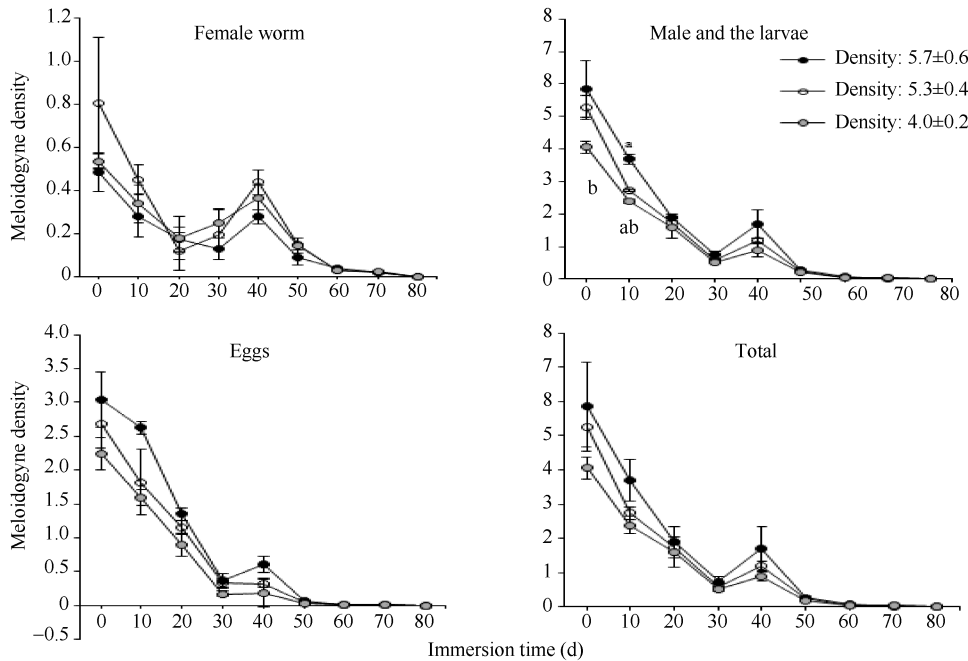 Female worm
Meloidogyne density
1.2
1.0
0.8
0.6
0.4
0.2
0
0 10 20 30 40 50 60 70 80
Male and the larvae
8
7
8
5
4
3
2
1
0
a
b
ab
Density: 5.7±0.6
Density: 5.3±0.4
Density: 4.0±0.2
0 10 20 30 40 50 60 70 80
Eggs
Meloidogyne density
4.0
3.5
3.0
2.5
2.0
1.5
1.0
0.5
0
−0.5
0 10 20 30 40 50 60 70 80
Total
8
7
8
5
4
3
2
1
0
0 10 20 30 40 50 60 70 80
Immersion time (d)